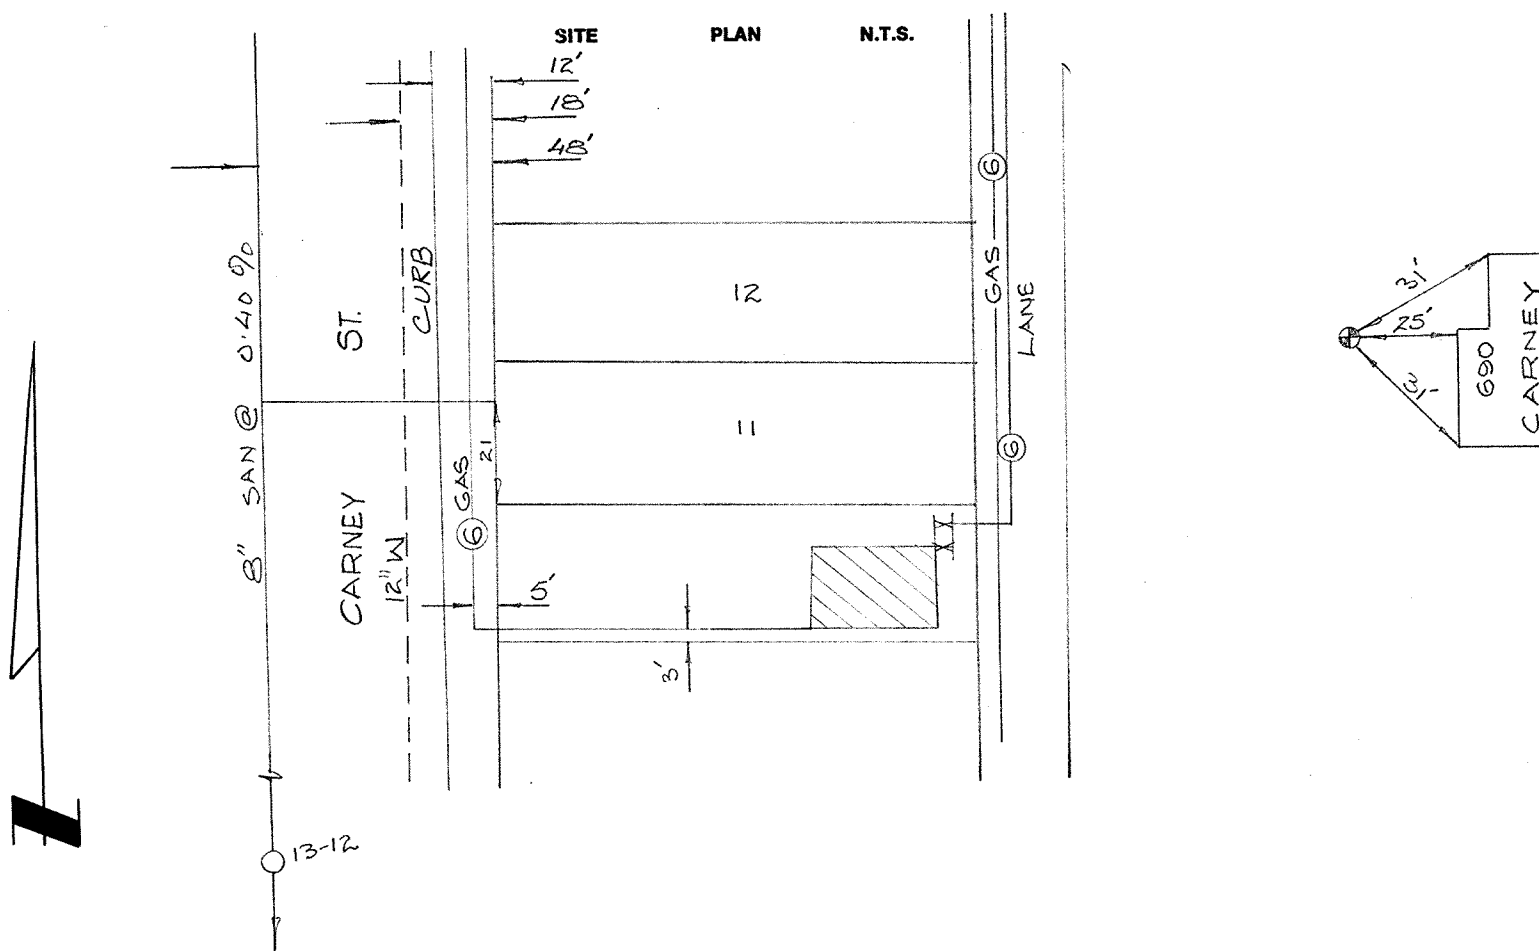 SITE PLAN N.T.S.
12'
18'
48'
8" SAN @ 0.40 %
CARNEY ST.
12" W
CURB
GAS
6
21
12
11
5'
3'
GAS
6
6
LANE
13-12
31'
25'
31'
690
CARNEY
N